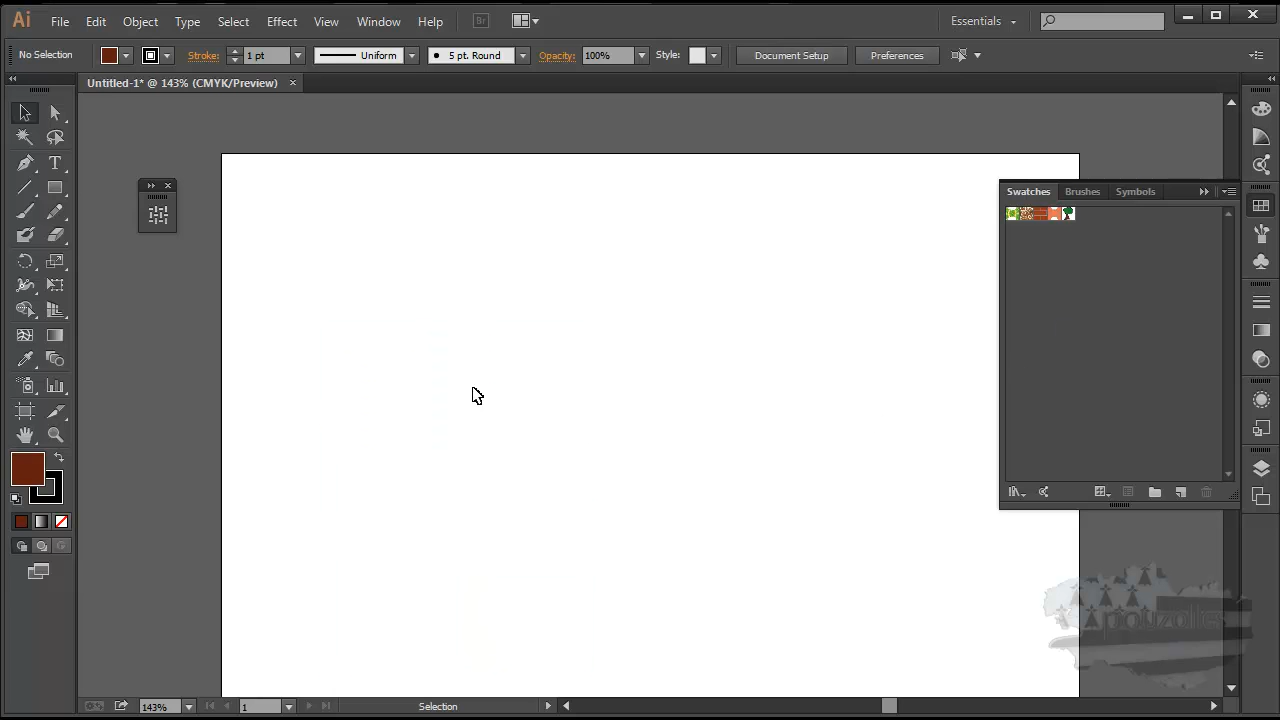 Ai File Edit Object Type Select Effect View Window Help Br Essentials
No Selection Stroke: 1 pt Uniform 5 pt. Round Opacity: 100% Style: Document Setup Preferences
Untitled-1* @ 143% (CMYK/Preview)
Swatches Brushes Symbols
Apouzolles
143% 1 Selection